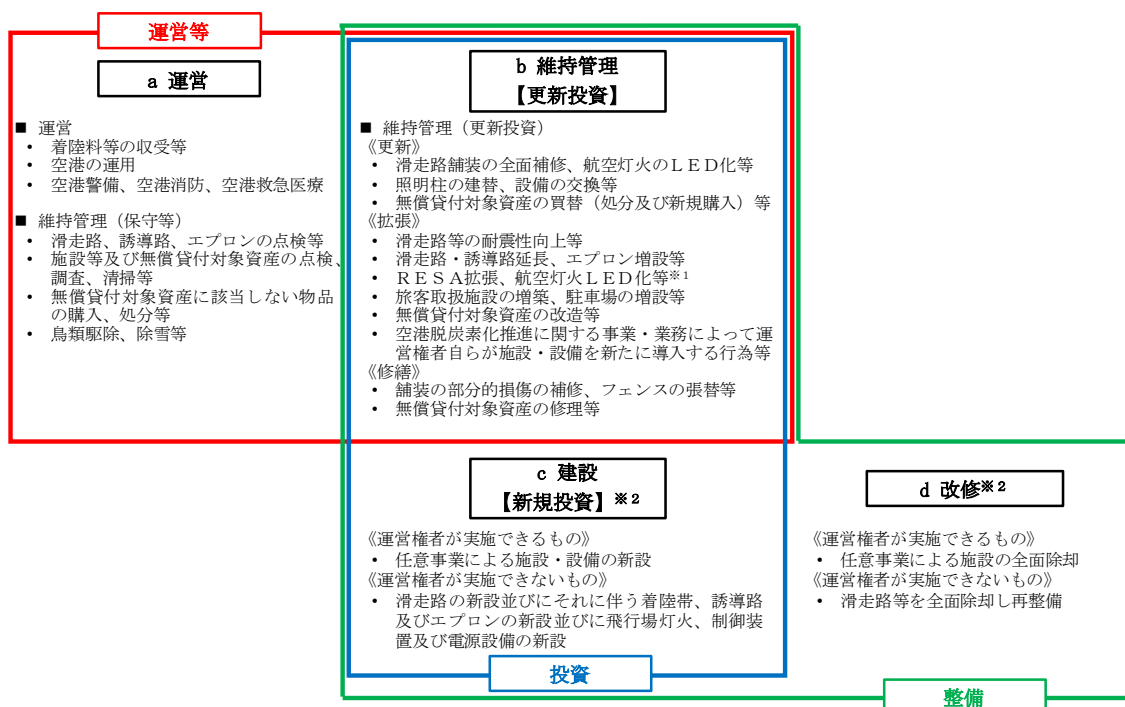 運営等
a 運営
■ 運営
・ 着陸料等の収受等
・ 空港の運用
・ 空港警備、空港消防、空港救急医療
■ 維持管理（保守等）
・ 滑走路、誘導路、エプロンの点検等
・ 施設等及び無償貸付対象資産の点検、
調査、清掃等
・ 無償貸付対象資産に該当しない物品
の購入、処分等
・ 鳥類駆除、除雪等
b 維持管理
【更新投資】
■ 維持管理（更新投資）
《更新》
・ 滑走路舗装の全面補修、航空灯火のＬＥＤ化等
・ 照明柱の建替、設備の交換等
・ 無償貸付対象資産の買替（処分及び新規購入）等
《拡張》
・ 滑走路等の耐震性向上等
・ 滑走路・誘導路延長、エプロン増設等
・ ＲＥＳＡ拡張、航空灯火ＬＥＤ化等※１
・ 旅客取扱施設の増築、駐車場の増設等
・ 無償貸付対象資産の改造等
・ 空港脱炭素化推進に関する事業・業務によって運
営権者自らが施設・設備を新たに導入する行為等
《修繕》
・ 舗装の部分的損傷の補修、フェンスの張替等
・ 無償貸付対象資産の修理等
c 建設
【新規投資】※２
《運営権者が実施できるもの》
・ 任意事業による施設・設備の新設
《運営権者が実施できないもの》
・ 滑走路の新設並びにそれに伴う着陸帯、誘導路
及びエプロンの新設並びに飛行場灯火、制御装
置及び電源設備の新設
投資
d 改修※２
《運営権者が実施できるもの》
・ 任意事業による施設の全面除却
《運営権者が実施できないもの》
・ 滑走路等を全面除却し再整備
整備